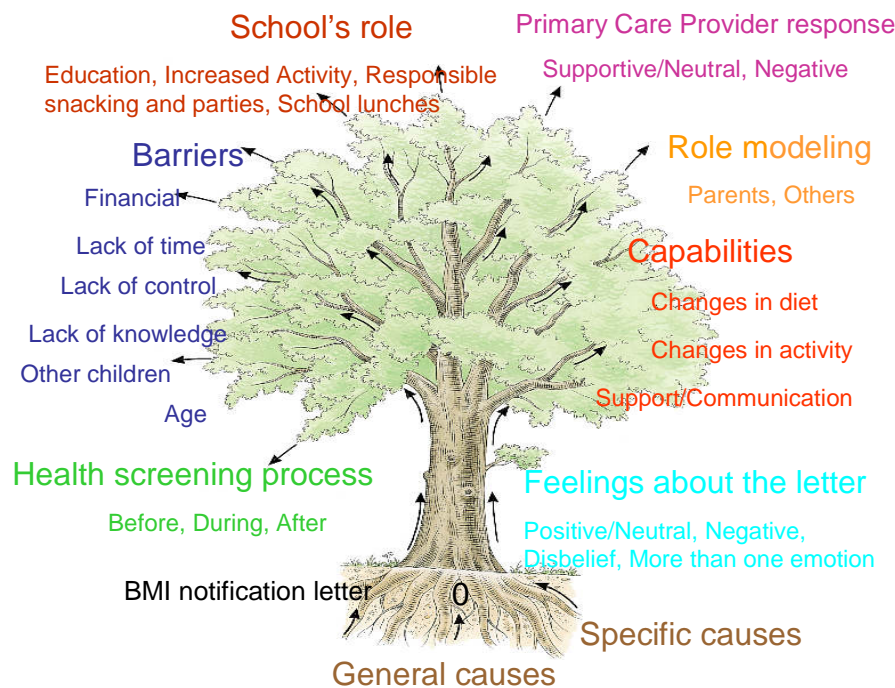 School's role
Education, Increased Activity, Responsible
snacking and parties, School lunches
Primary Care Provider response
Supportive/Neutral, Negative
Barriers
Financial
Lack of time
Lack of control
Lack of knowledge
Other children
Age
Role modeling
Parents, Others
Capabilities
Changes in diet
Changes in activity
Support/Communication
Health screening process
Before, During, After
Feelings about the letter
Positive/Neutral, Negative,
Disbelief, More than one emotion
BMI notification letter
0
Specific causes
General causes